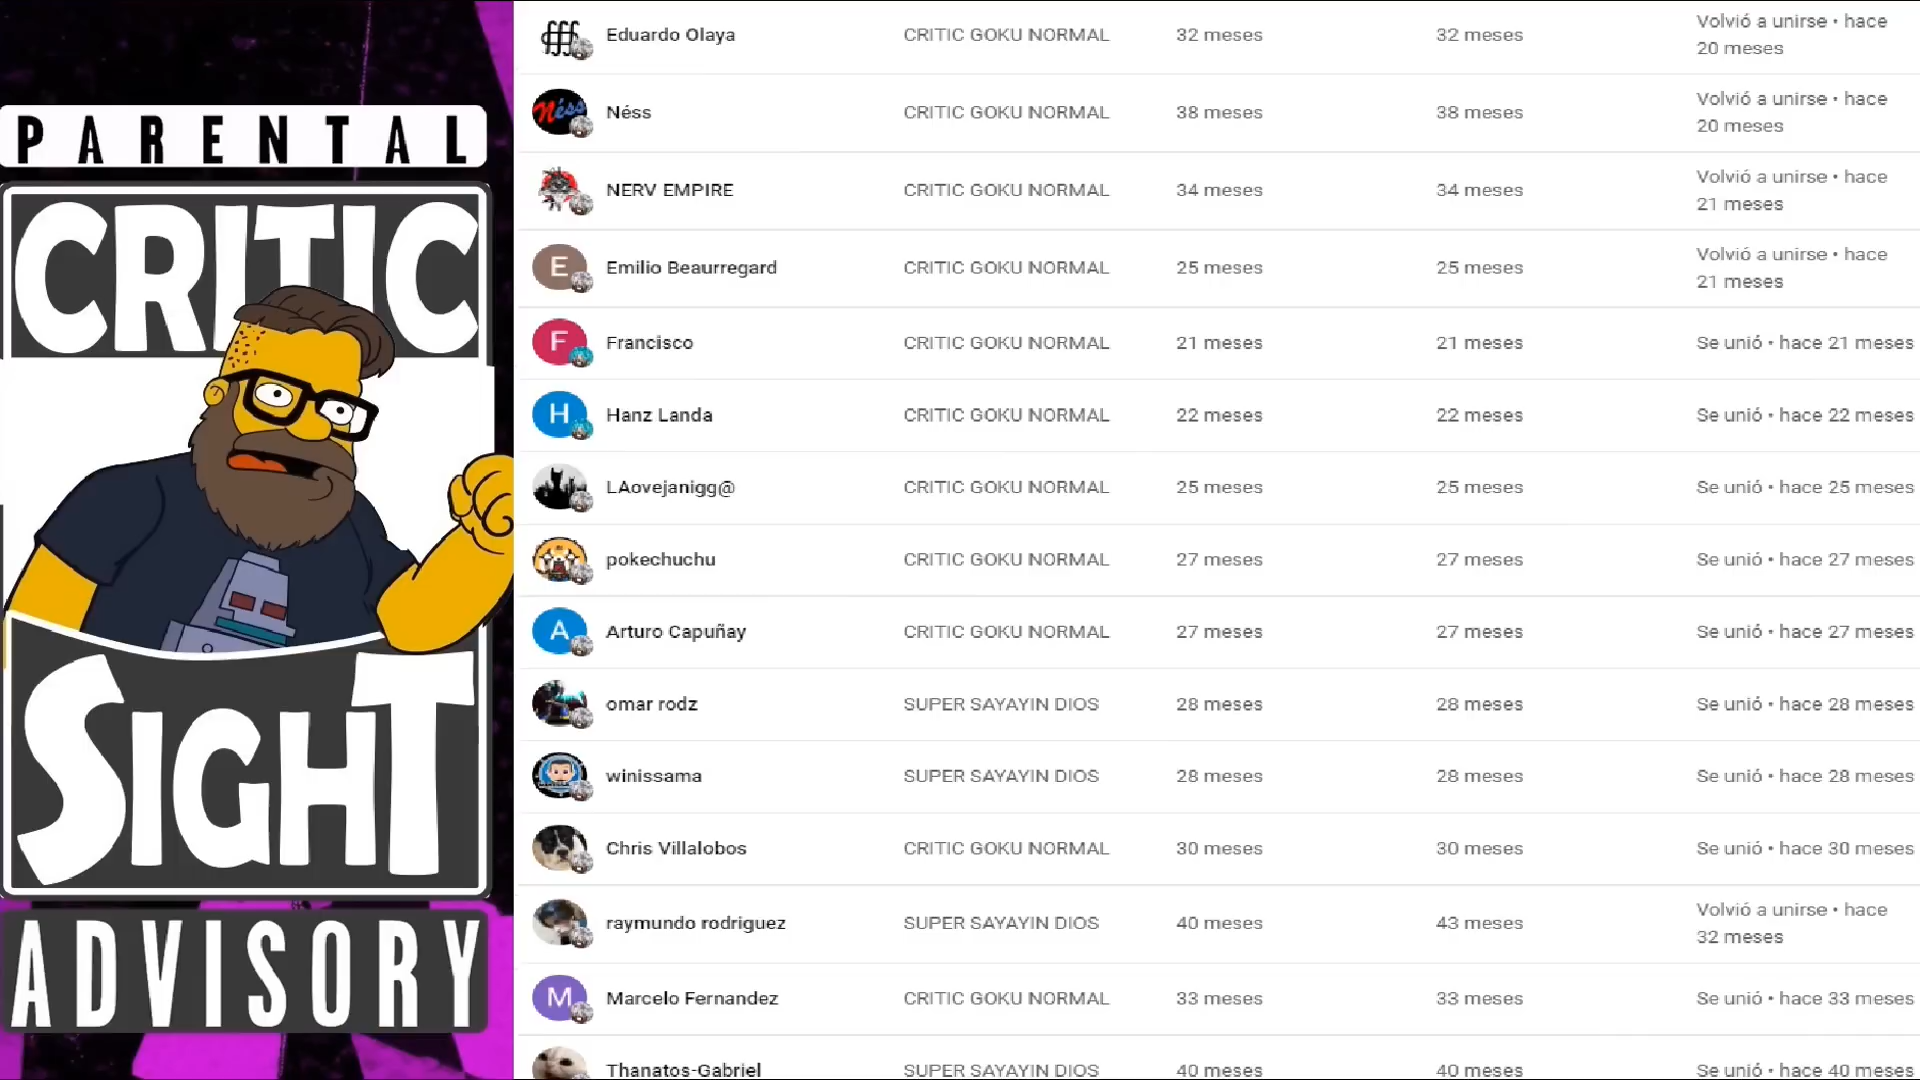 PARENTAL
CRITIC
SIGHT
ADVISORY
Eduardo Olaya CRITIC GOKU NORMAL 32 meses 32 meses Volvió a unirse • hace
20 meses
Néss
Néss CRITIC GOKU NORMAL 38 meses 38 meses Volvió a unirse • hace
20 meses
NERV EMPIRE CRITIC GOKU NORMAL 34 meses 34 meses Volvió a unirse • hace
21 meses
E Emilio Beaurregard CRITIC GOKU NORMAL 25 meses 25 meses Volvió a unirse • hace
21 meses
F Francisco CRITIC GOKU NORMAL 21 meses 21 meses Se unió • hace 21 meses
H Hanz Landa CRITIC GOKU NORMAL 22 meses 22 meses Se unió • hace 22 meses
LAovejanigg@ CRITIC GOKU NORMAL 25 meses 25 meses Se unió • hace 25 meses
pokechuchu CRITIC GOKU NORMAL 27 meses 27 meses Se unió • hace 27 meses
A Arturo Capuñay CRITIC GOKU NORMAL 27 meses 27 meses Se unió • hace 27 meses
omar rodz SUPER SAYAYIN DIOS 28 meses 28 meses Se unió • hace 28 meses
winissama SUPER SAYAYIN DIOS 28 meses 28 meses Se unió • hace 28 meses
Chris Villalobos CRITIC GOKU NORMAL 30 meses 30 meses Se unió • hace 30 meses
raymundo rodriguez SUPER SAYAYIN DIOS 40 meses 43 meses Volvió a unirse • hace
32 meses
M Marcelo Fernandez CRITIC GOKU NORMAL 33 meses 33 meses Se unió • hace 33 meses
Thanatos-Gabriel SUPER SAYAYIN DIOS 40 meses 40 meses Se unió • hace 40 meses